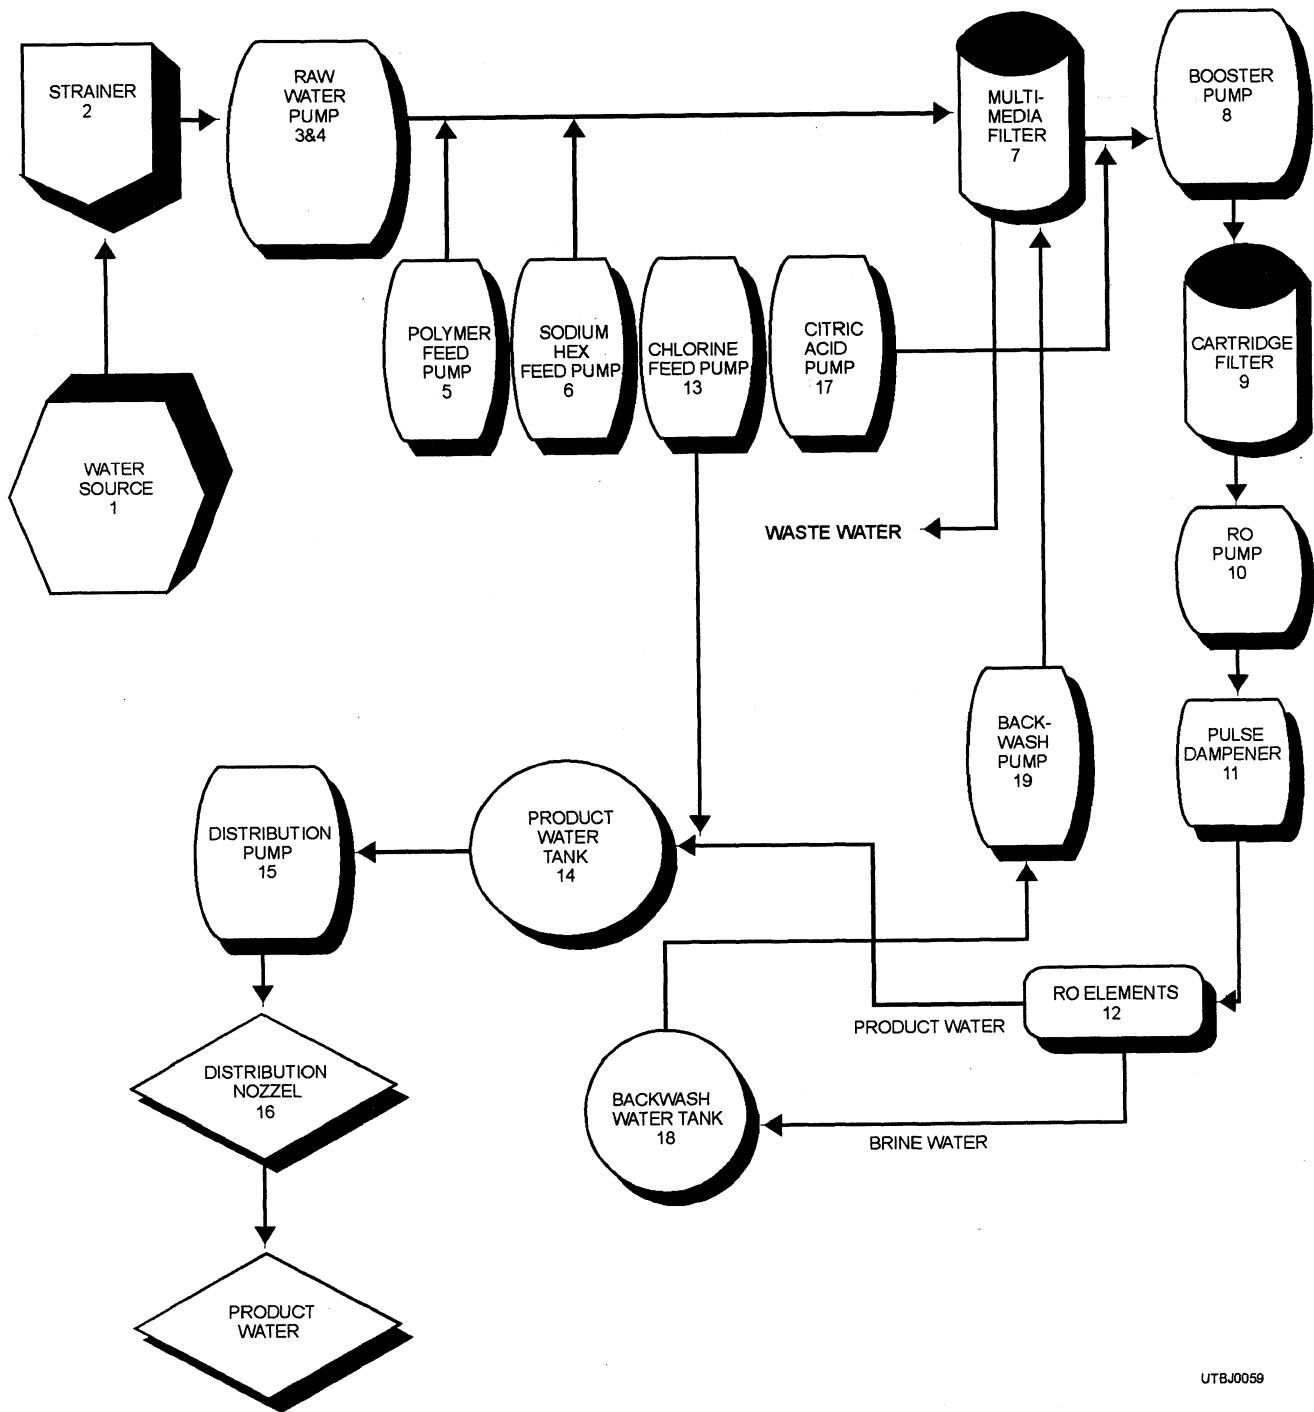 STRAINER
2
RAW
WATER
PUMP
3&4
MULTI-
MEDIA
FILTER
7
BOOSTER
PUMP
8
POLYMER
FEED
PUMP
5
SODIUM
HEX
FEED PUMP
6
CHLORINE
FEED PUMP
13
CITRIC
ACID
PUMP
17
CARTRIDGE
FILTER
9
WATER
SOURCE
1
WASTE WATER
RO
PUMP
10
BACK-
WASH
PUMP
19
PULSE
DAMPENER
11
DISTRIBUTION
PUMP
15
PRODUCT
WATER
TANK
14
RO ELEMENTS
12
PRODUCT WATER
DISTRIBUTION
NOZZEL
16
BACKWASH
WATER TANK
18
BRINE WATER
PRODUCT
WATER
UTBJ0059